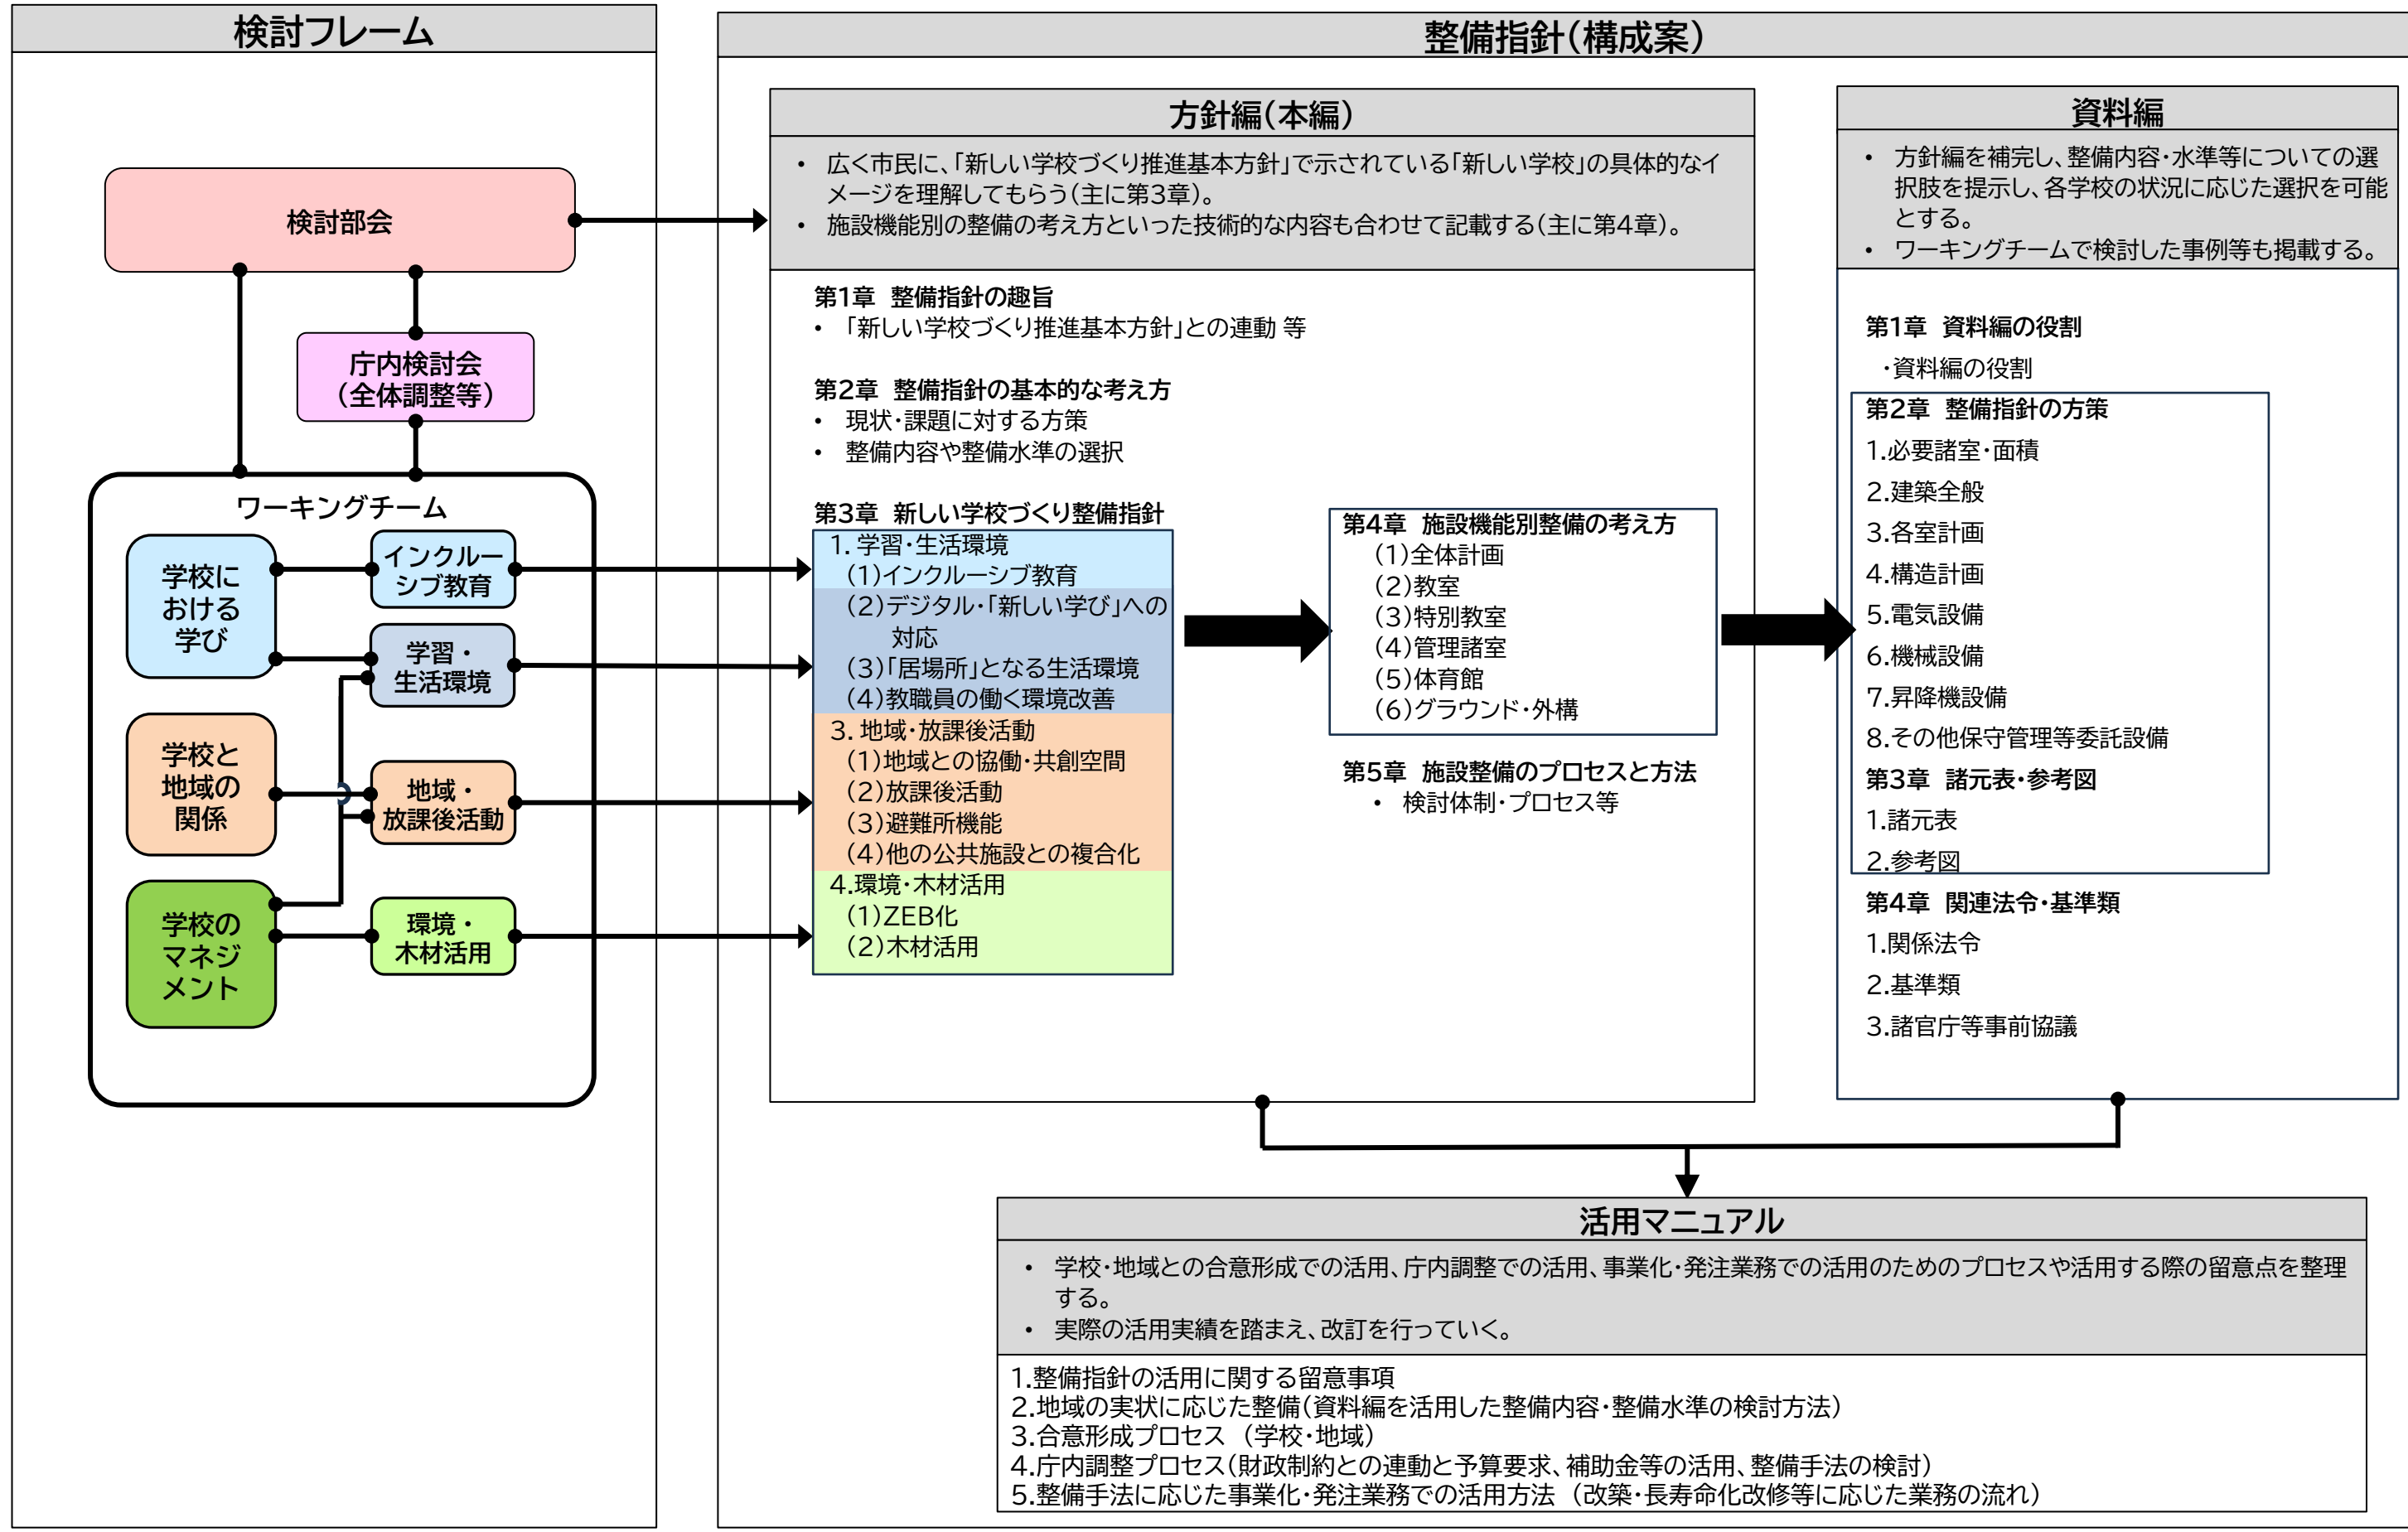 検討フレーム
検討部会
庁内検討会
（全体調整等）
ワーキングチーム
学校に
おける
学び
インクルー
シブ教育
学習・
生活環境
学校と
地域の
関係
地域・
放課後活動
学校の
マネジ
メント
環境・
木材活用
整備指針（構成案）
方針編（本編）
• 広く市民に、「新しい学校づくり推進基本方針」で示されている「新しい学校」の具体的なイ
メージを理解してもらう（主に第3章）。
• 施設機能別の整備の考え方といった技術的な内容も合わせて記載する（主に第4章）。
第1章 整備指針の趣旨
• 「新しい学校づくり推進基本方針」との連動 等
第2章 整備指針の基本的な考え方
• 現状・課題に対する方策
• 整備内容や整備水準の選択
第3章 新しい学校づくり整備指針
1. 学習・生活環境
（1）インクルーシブ教育
（2）デジタル・「新しい学び」への
対応
（3）「居場所」となる生活環境
（4）教職員の働く環境改善
3. 地域・放課後活動
（1）地域との協働・共創空間
（2）放課後活動
（3）避難所機能
（4）他の公共施設との複合化
4.環境・木材活用
（1）ZEB化
（2）木材活用
第4章 施設機能別整備の考え方
（1）全体計画
（2）教室
（3）特別教室
（4）管理諸室
（5）体育館
（6）グラウンド・外構
第5章 施設整備のプロセスと方法
• 検討体制・プロセス等
資料編
• 方針編を補完し、整備内容・水準等についての選
択肢を提示し、各学校の状況に応じた選択を可能
とする。
• ワーキングチームで検討した事例等も掲載する。
第1章 資料編の役割
・資料編の役割
第2章 整備指針の方策
1.必要諸室・面積
2.建築全般
3.各室計画
4.構造計画
5.電気設備
6.機械設備
7.昇降機設備
8.その他保守管理等委託設備
第3章 諸元表・参考図
1.諸元表
2.参考図
第4章 関連法令・基準類
1.関係法令
2.基準類
3.諸官庁等事前協議
活用マニュアル
• 学校・地域との合意形成での活用、庁内調整での活用、事業化・発注業務での活用のためのプロセスや活用する際の留意点を整理
する。
• 実際の活用実績を踏まえ、改訂を行っていく。
1.整備指針の活用に関する留意事項
2.地域の実状に応じた整備（資料編を活用した整備内容・整備水準の検討方法）
3.合意形成プロセス （学校・地域）
4.庁内調整プロセス（財政制約との連動と予算要求、補助金等の活用、整備手法の検討）
5.整備手法に応じた事業化・発注業務での活用方法 （改築・長寿命化改修等に応じた業務の流れ）